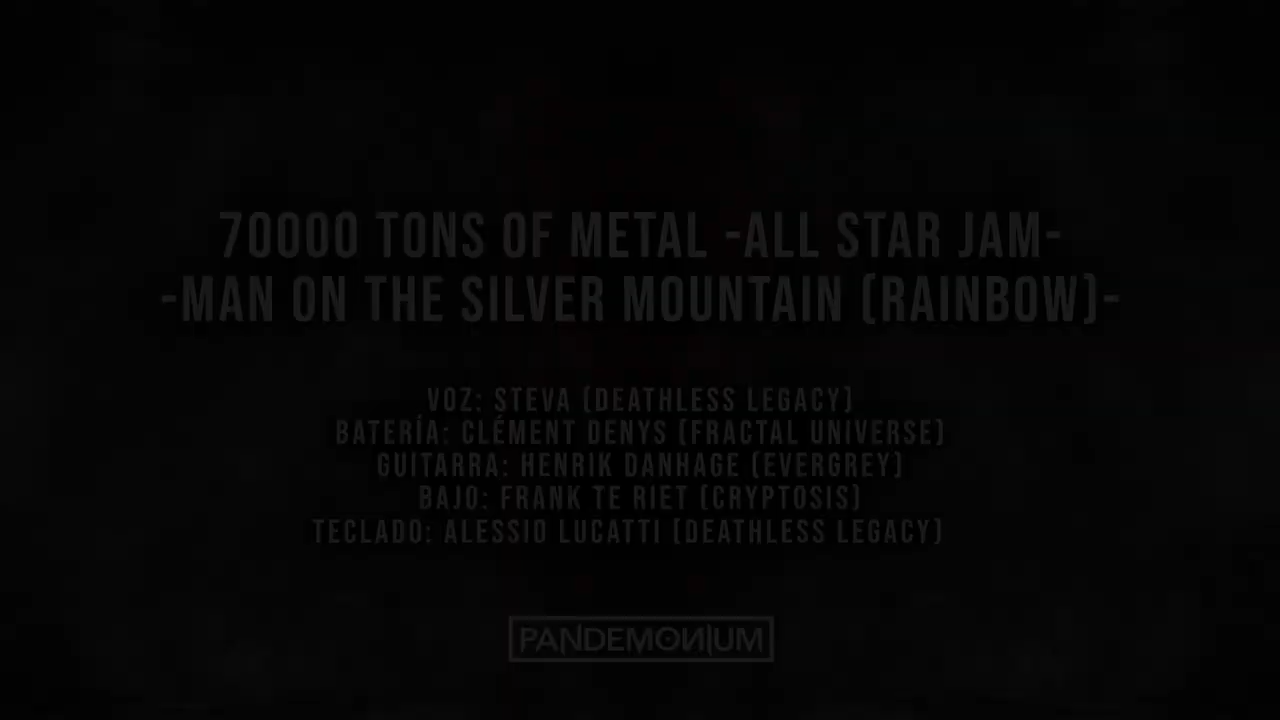 70000 TONS OF METAL -ALL STAR JAM-
-MAN ON THE SILVER MOUNTAIN (RAINBOW)-
VOZ: STEVA (DEATHLESS LEGACY)
BATERÍA: CLÉMENT DENYS (FRACTAL UNIVERSE)
GUITARRA: HENRIK DANHAGE (EVERGREY)
BAJO: FRANK TE RIET (CRYPTOSIS)
TECLADO: ALESSIO LUCATTI (DEATHLESS LEGACY)
PANDEMONIUM